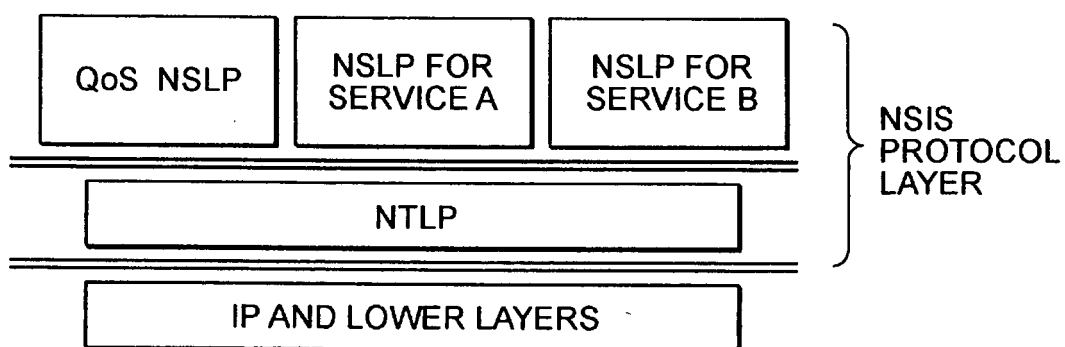 QoS NSLP
NSLP FOR
SERVICE A
NSLP FOR
SERVICE B
NSIS
PROTOCOL
LAYER
NTLP
IP AND LOWER LAYERS